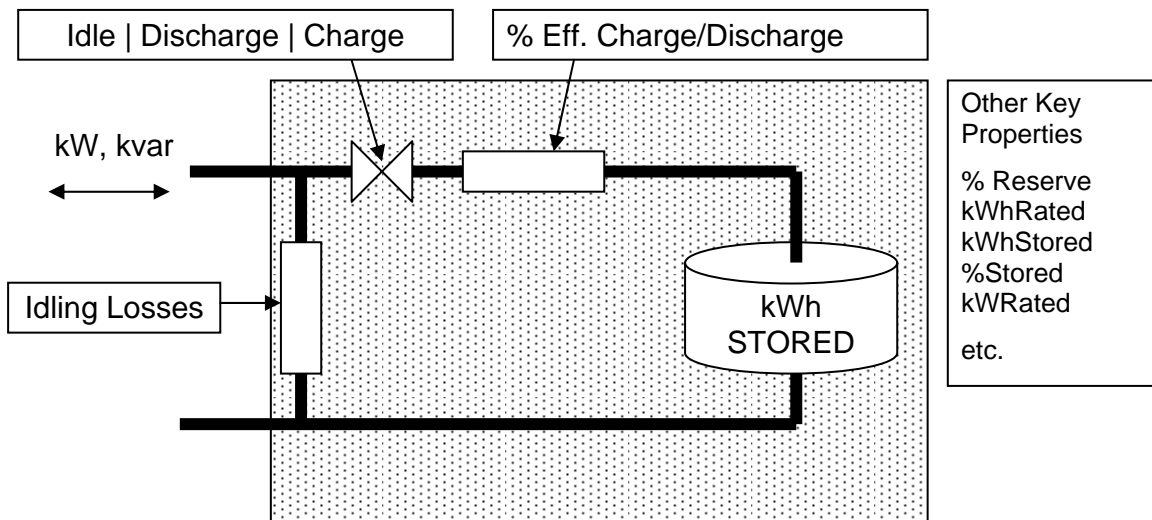 Idle | Discharge | Charge
% Eff. Charge/Discharge
kW, kvar
Idling Losses
kWh
STORED
Other Key
Properties
% Reserve
kWhRated
kWhStored
%Stored
kWRated
etc.